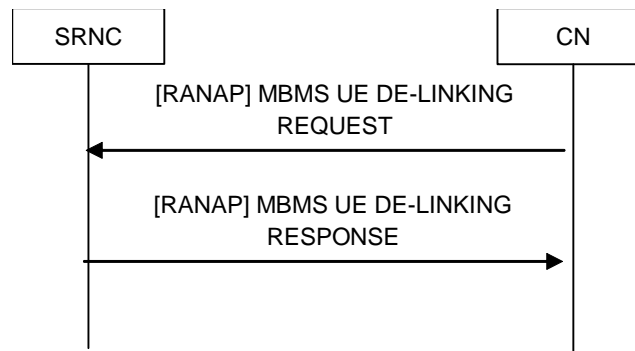 SRNC
CN
[RANAP] MBMS UE DE-LINKING
REQUEST
[RANAP] MBMS UE DE-LINKING
RESPONSE